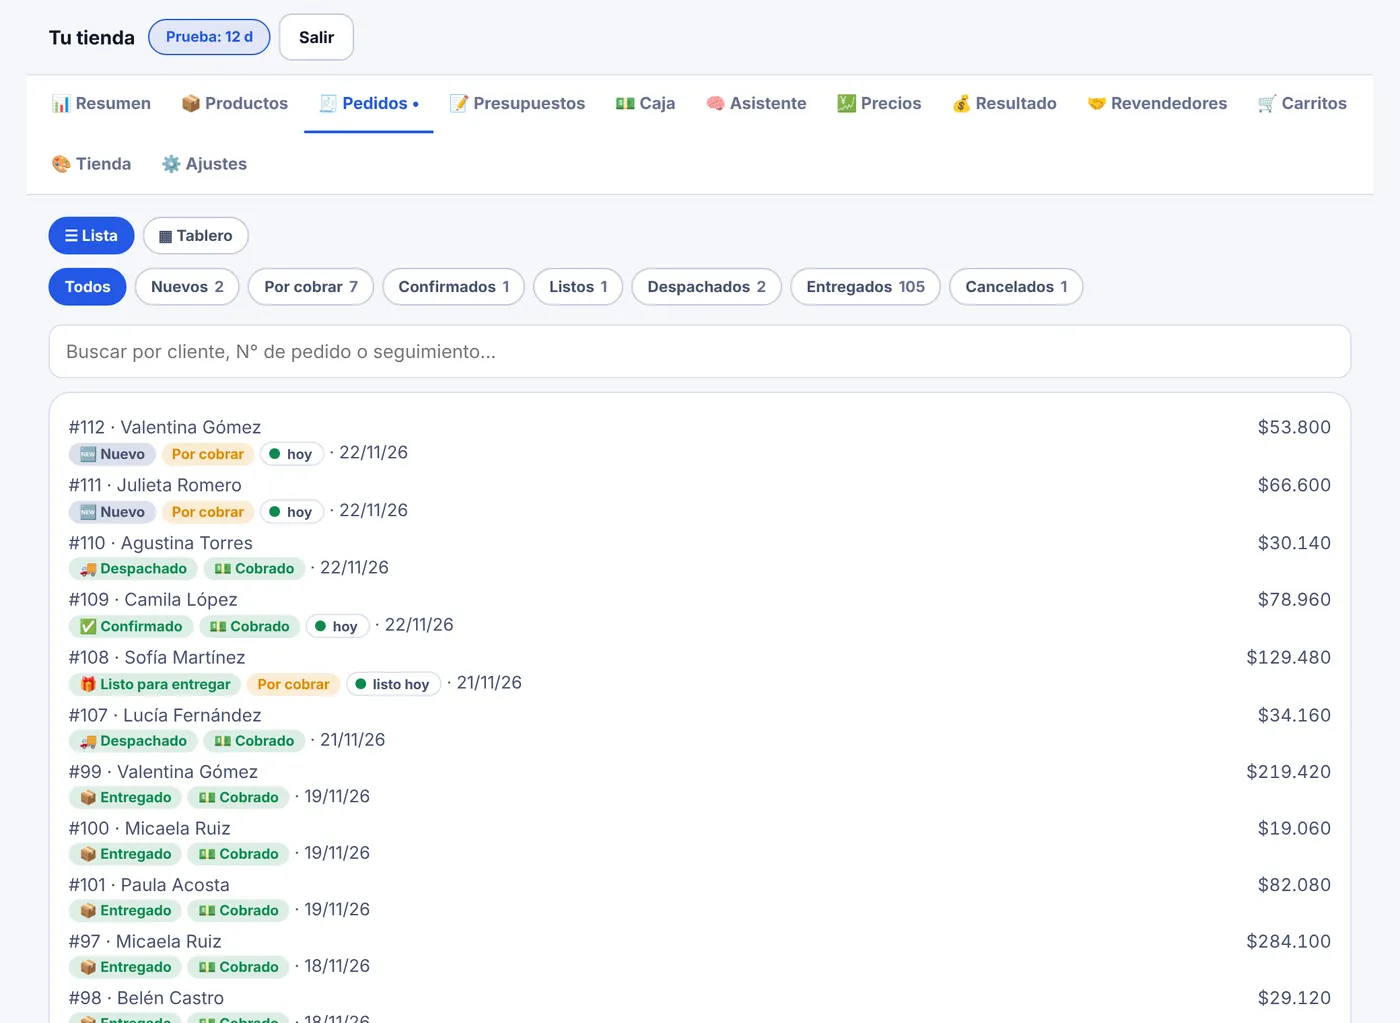 Tu tienda Prueba: 12 d Salir
Resumen Productos Pedidos • Presupuestos Caja Asistente Precios Resultado Revendedores Carritos
Tienda Ajustes
Lista Tablero
Todos Nuevos 2 Por cobrar 7 Confirmados 1 Listos 1 Despachados 2 Entregados 105 Cancelados 1
Buscar por cliente, N° de pedido o seguimiento...
#112 · Valentina Gómez $53.800
Nuevo Por cobrar hoy · 22/11/26
#111 · Julieta Romero $66.600
Nuevo Por cobrar hoy · 22/11/26
#110 · Agustina Torres $30.140
Despachado Cobrado · 22/11/26
#109 · Camila López $78.960
Confirmado Cobrado hoy · 22/11/26
#108 · Sofía Martínez $129.480
Listo para entregar Por cobrar listo hoy · 21/11/26
#107 · Lucía Fernández $34.160
Despachado Cobrado · 21/11/26
#99 · Valentina Gómez $219.420
Entregado Cobrado · 19/11/26
#100 · Micaela Ruiz $19.060
Entregado Cobrado · 19/11/26
#101 · Paula Acosta $82.080
Entregado Cobrado · 19/11/26
#97 · Micaela Ruiz $284.100
Entregado Cobrado · 18/11/26
#98 · Belén Castro $29.120
Entregado Cobrado · 18/11/26